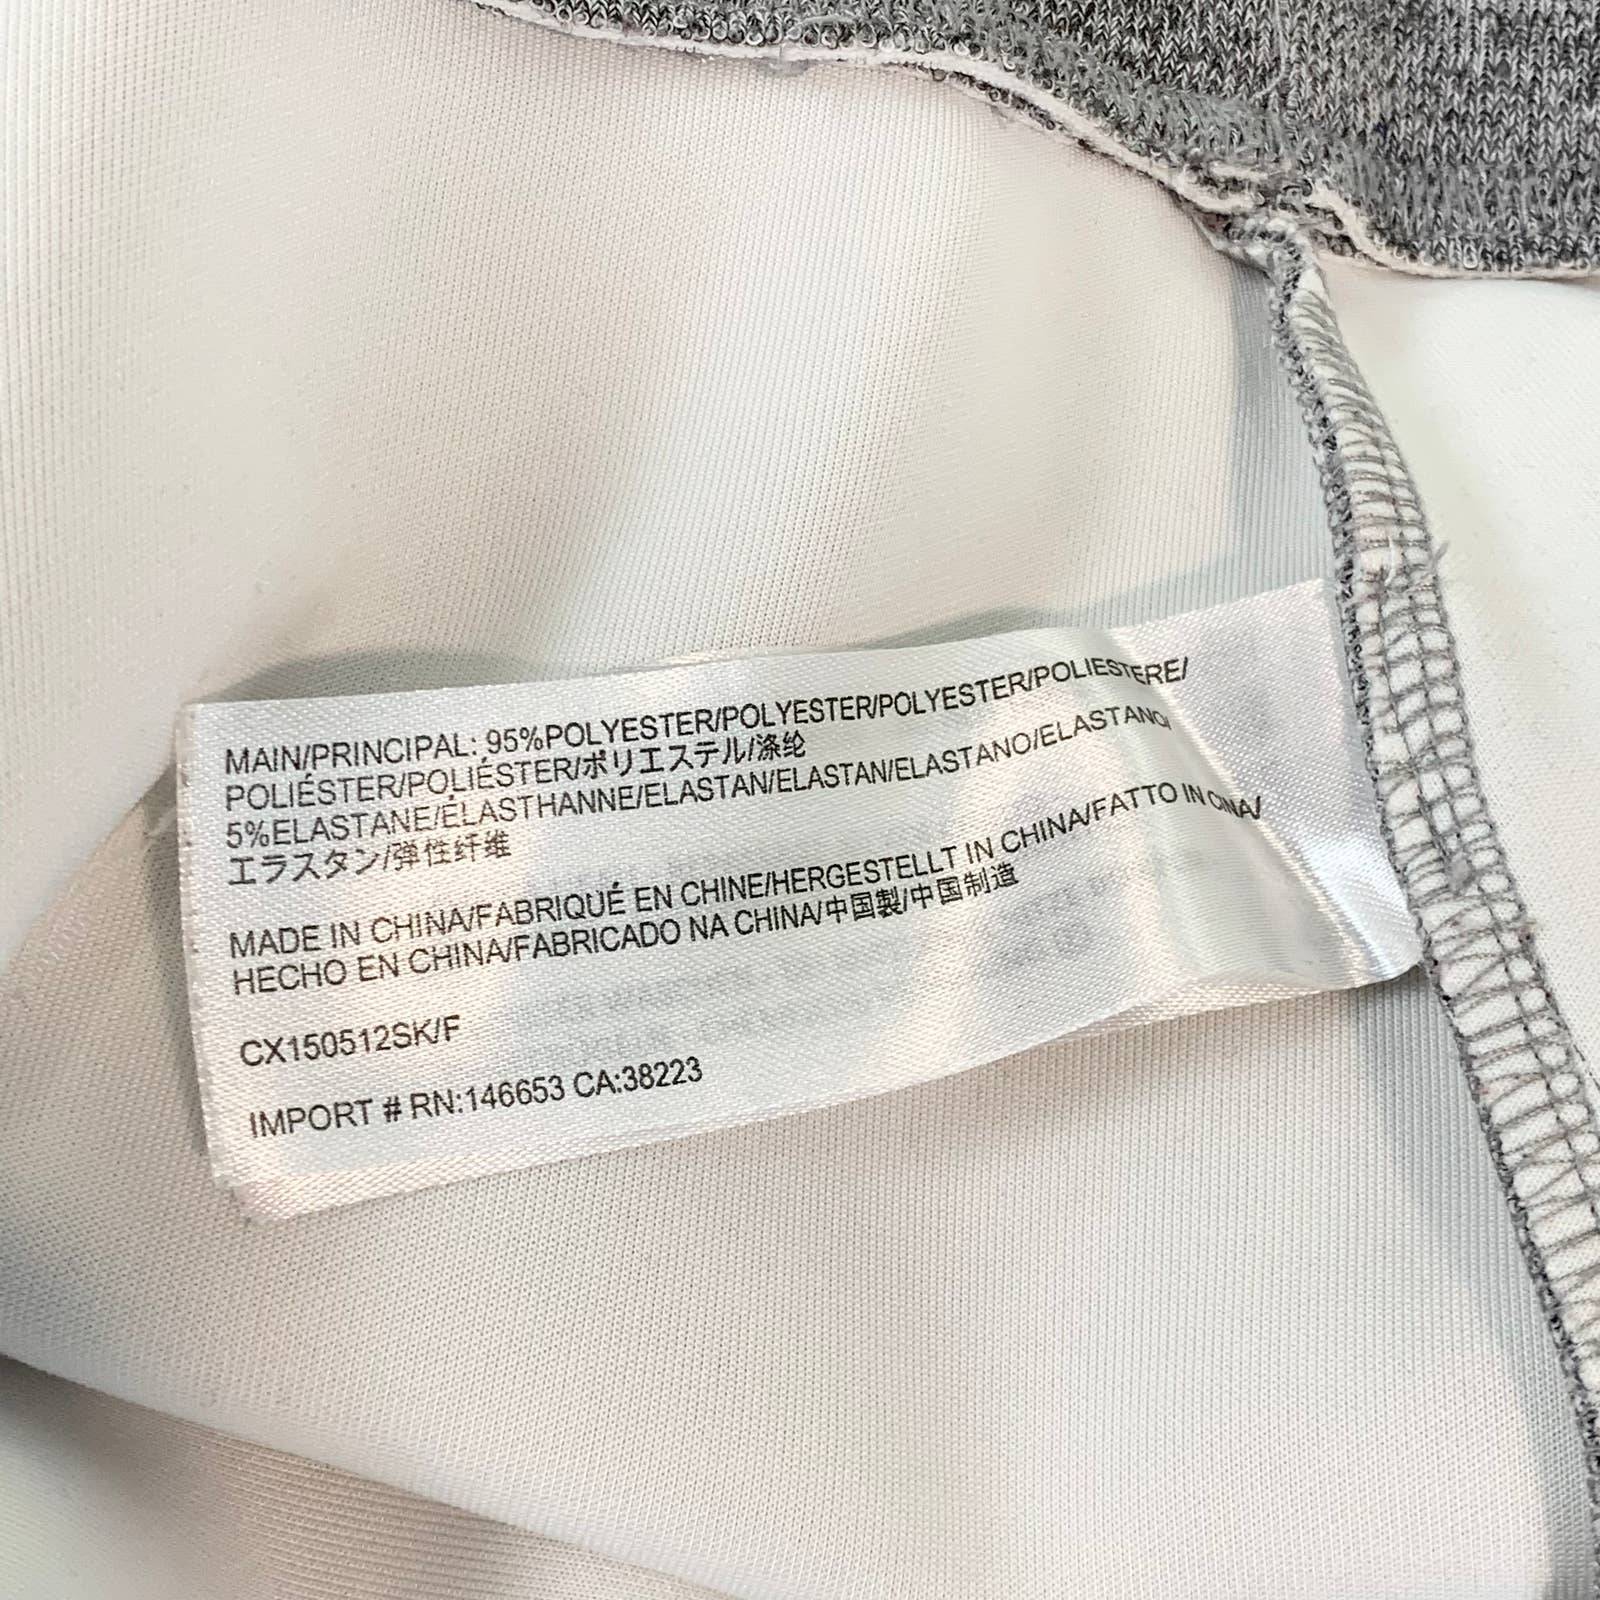 MAIN/PRINCIPAL: 95%POLYESTER/POLYESTER/POLYESTER/POLIESTERE/
POLIÉSTER/POLIÉSTER/ポリエステル/涤纶
5%ELASTANE/ÉLASTHANNE/ELASTAN/ELASTAN/ELASTANO/ELASTANO/
エラスタン/弹性纤维
MADE IN CHINA/FABRIQUÉ EN CHINE/HERGESTELLT IN CHINA/FATTO IN CINA/
HECHO EN CHINA/FABRICADO NA CHINA/中国製/中国制造
CX150512SK/F
IMPORT # RN:146653 CA:38223